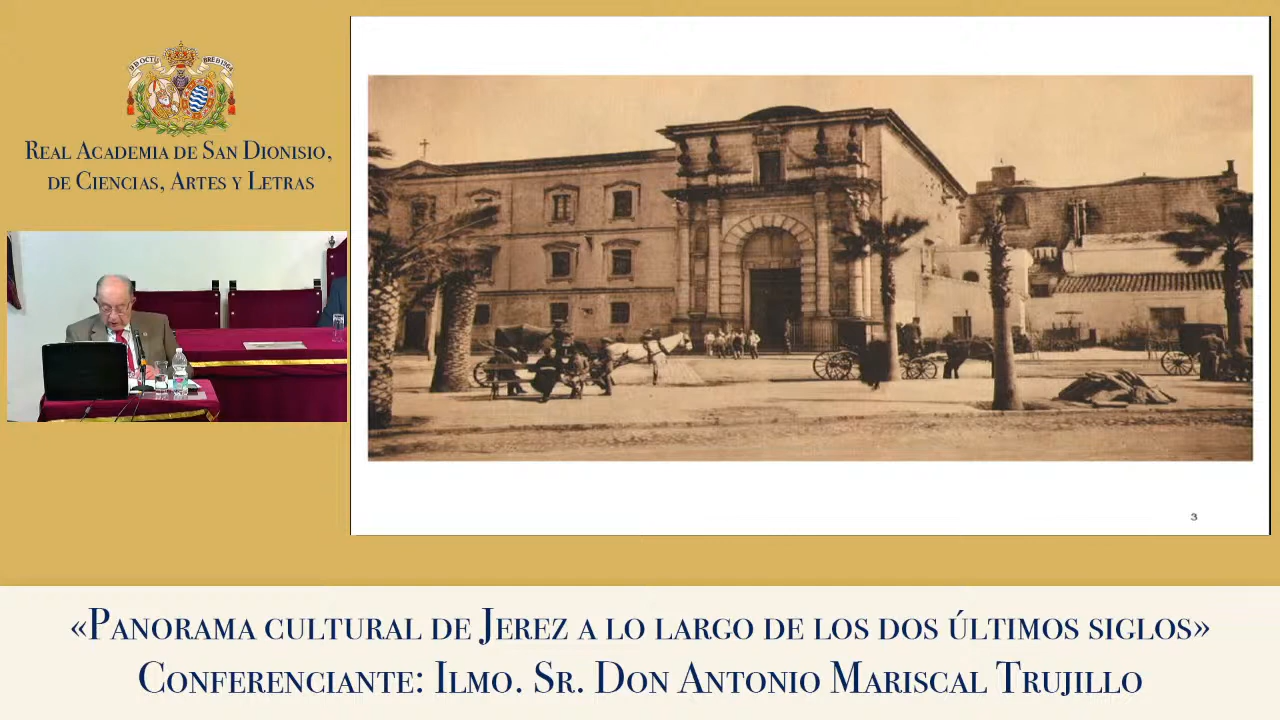 Real Academia de San Dionisio,
de Ciencias, Artes y Letras
3
«Panorama cultural de Jerez a lo largo de los dos últimos siglos»
Conferenciante: Ilmo. Sr. Don Antonio Mariscal Trujillo